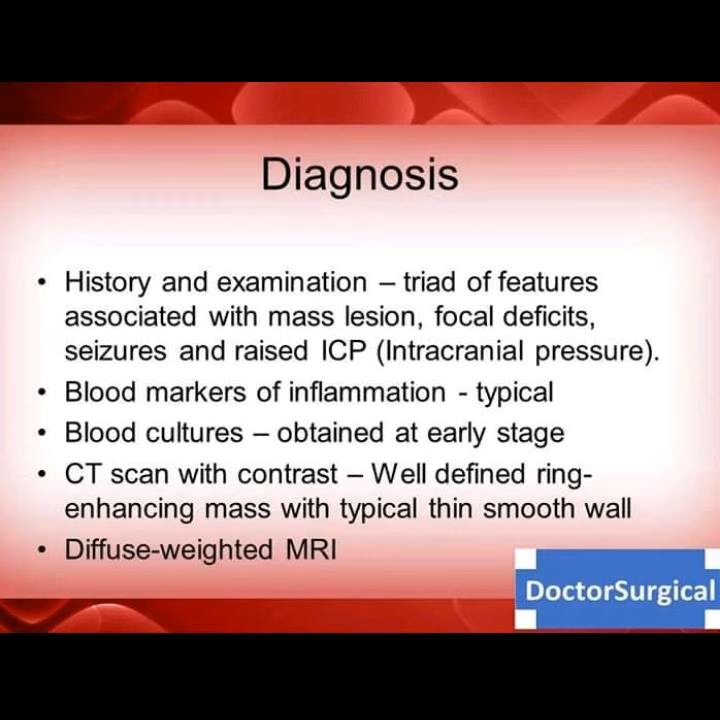 Diagnosis
• History and examination – triad of features
associated with mass lesion, focal deficits,
seizures and raised ICP (Intracranial pressure).
• Blood markers of inflammation - typical
• Blood cultures – obtained at early stage
• CT scan with contrast – Well defined ring-
enhancing mass with typical thin smooth wall
• Diffuse-weighted MRI
DoctorSurgical